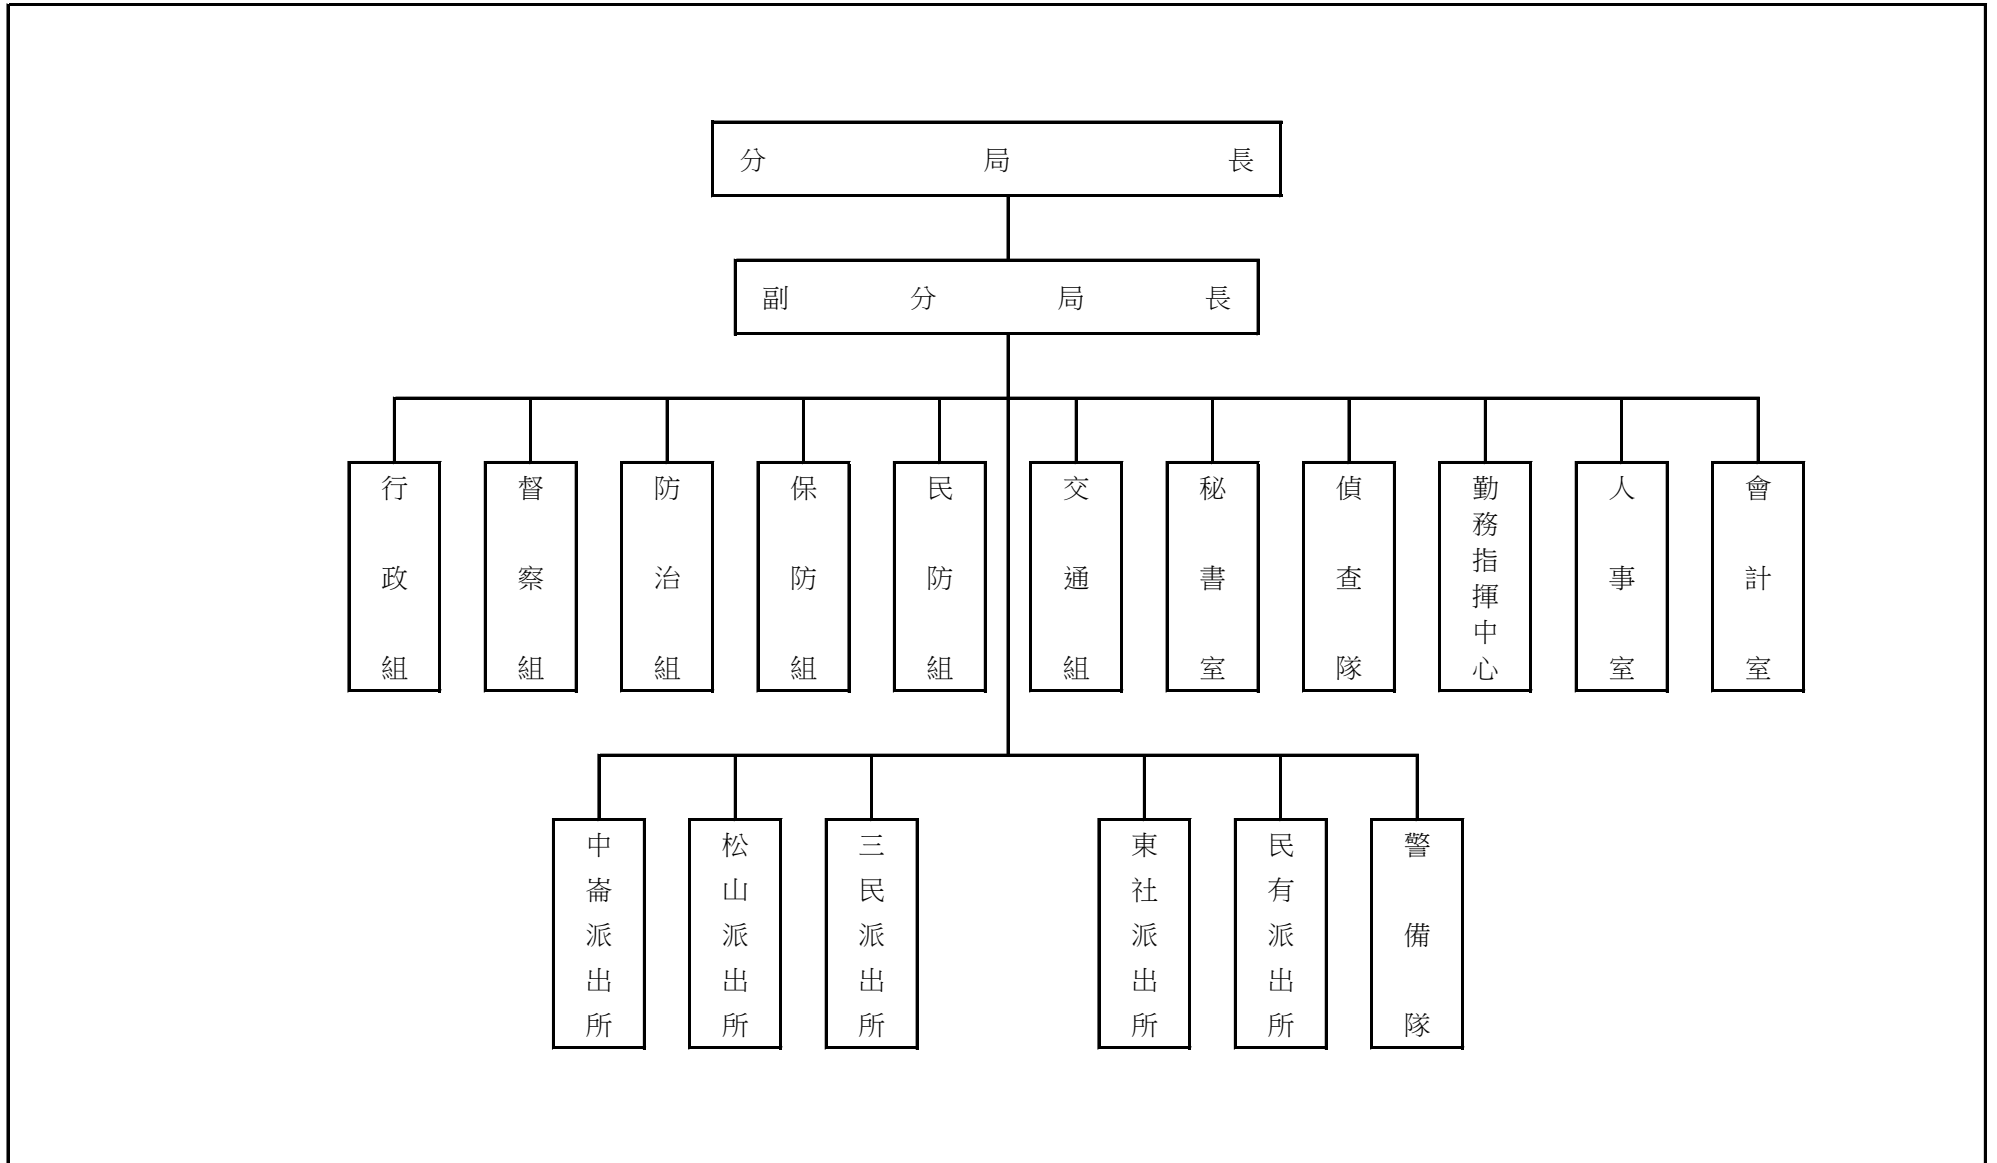 分局長
副分局長
行政組
督察組
防治組
保防組
民防組
交通組
秘書室
偵查隊
勤務指揮中心
人事室
會計室
中崙派出所
松山派出所
三民派出所
東社派出所
民有派出所
警備隊